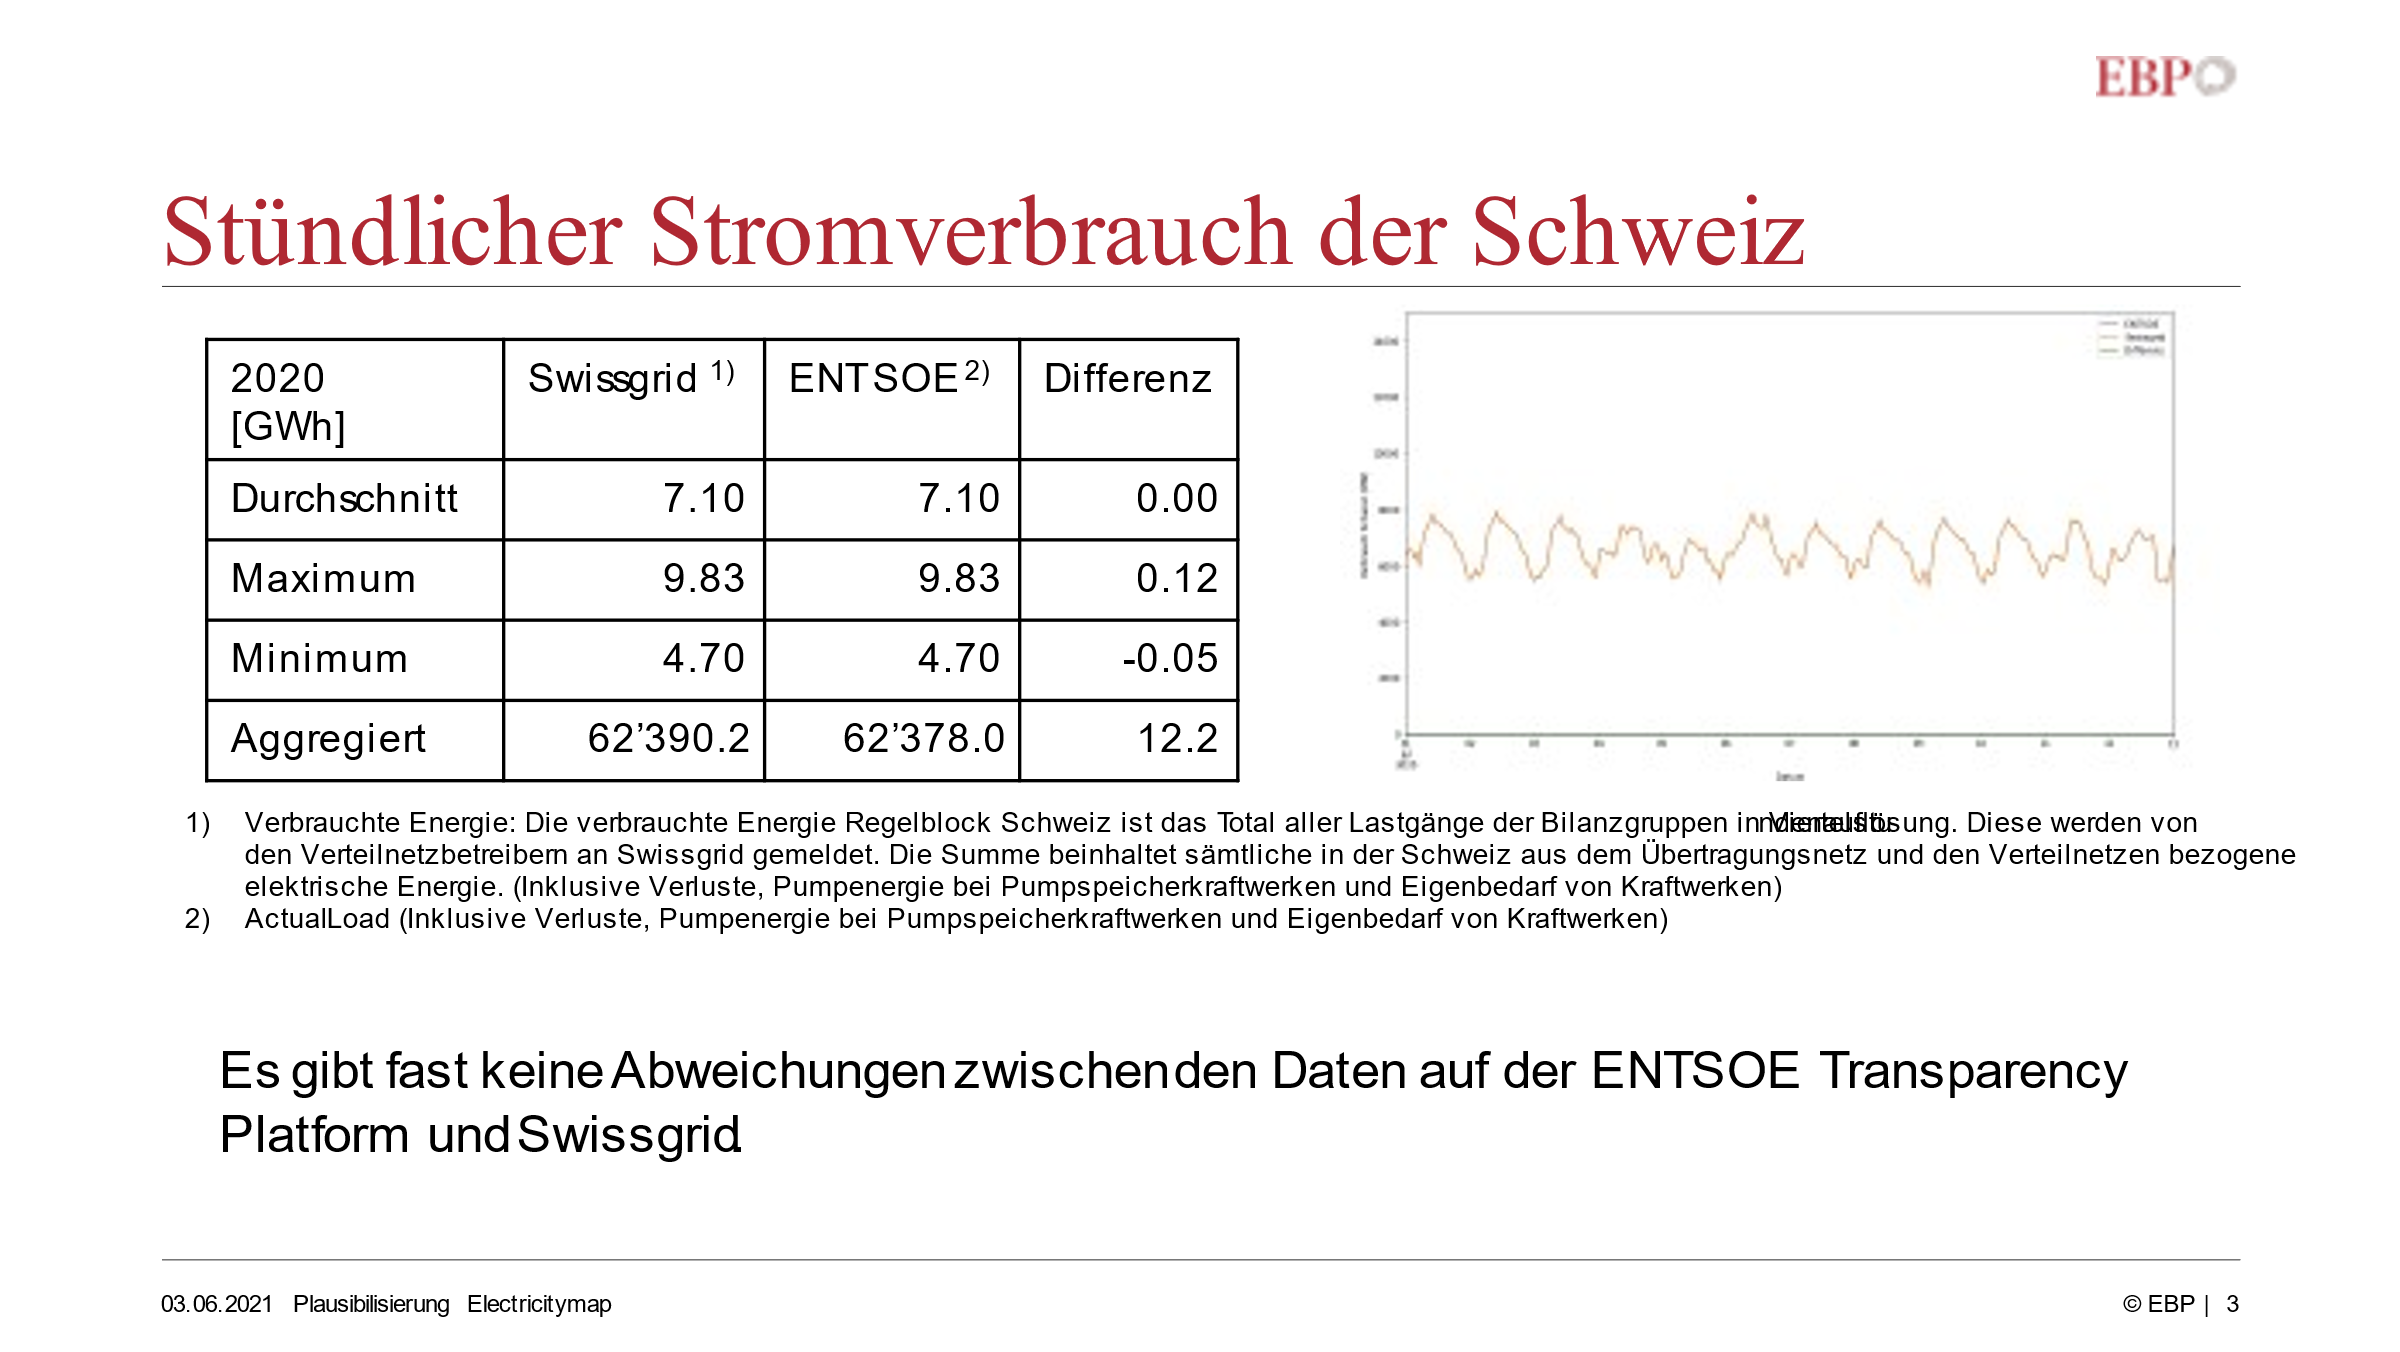 EBP
Stündlicher Stromverbrauch der Schweiz
2020 [GWh] Swissgrid 1) ENTSOE 2) Differenz
Durchschnitt 7.10 7.10 0.00
Maximum 9.83 9.83 0.12
Minimum 4.70 4.70 -0.05
Aggregiert 62’390.2 62’378.0 12.2
1) Verbrauchte Energie: Die verbrauchte Energie Regelblock Schweiz ist das Total aller Lastgänge der Bilanzgruppen in Diese werden von
den Verteilnetzbetreibern an Swissgrid gemeldet. Die Summe beinhaltet sämtliche in der Schweiz aus dem Übertragungsnetz und den Verteilnetzen bezogene
elektrische Energie. (Inklusive Verluste, Pumpenergie bei Pumpspeicherkraftwerken und Eigenbedarf von Kraftwerken)
2) ActualLoad (Inklusive Verluste, Pumpenergie bei Pumpspeicherkraftwerken und Eigenbedarf von Kraftwerken)
Es gibt fast keine Abweichungen zwischen den Daten auf der ENTSOE Transparency
Platform und Swissgrid.
03.06.2021 Plausibilisierung Electricitymap © EBP | 3